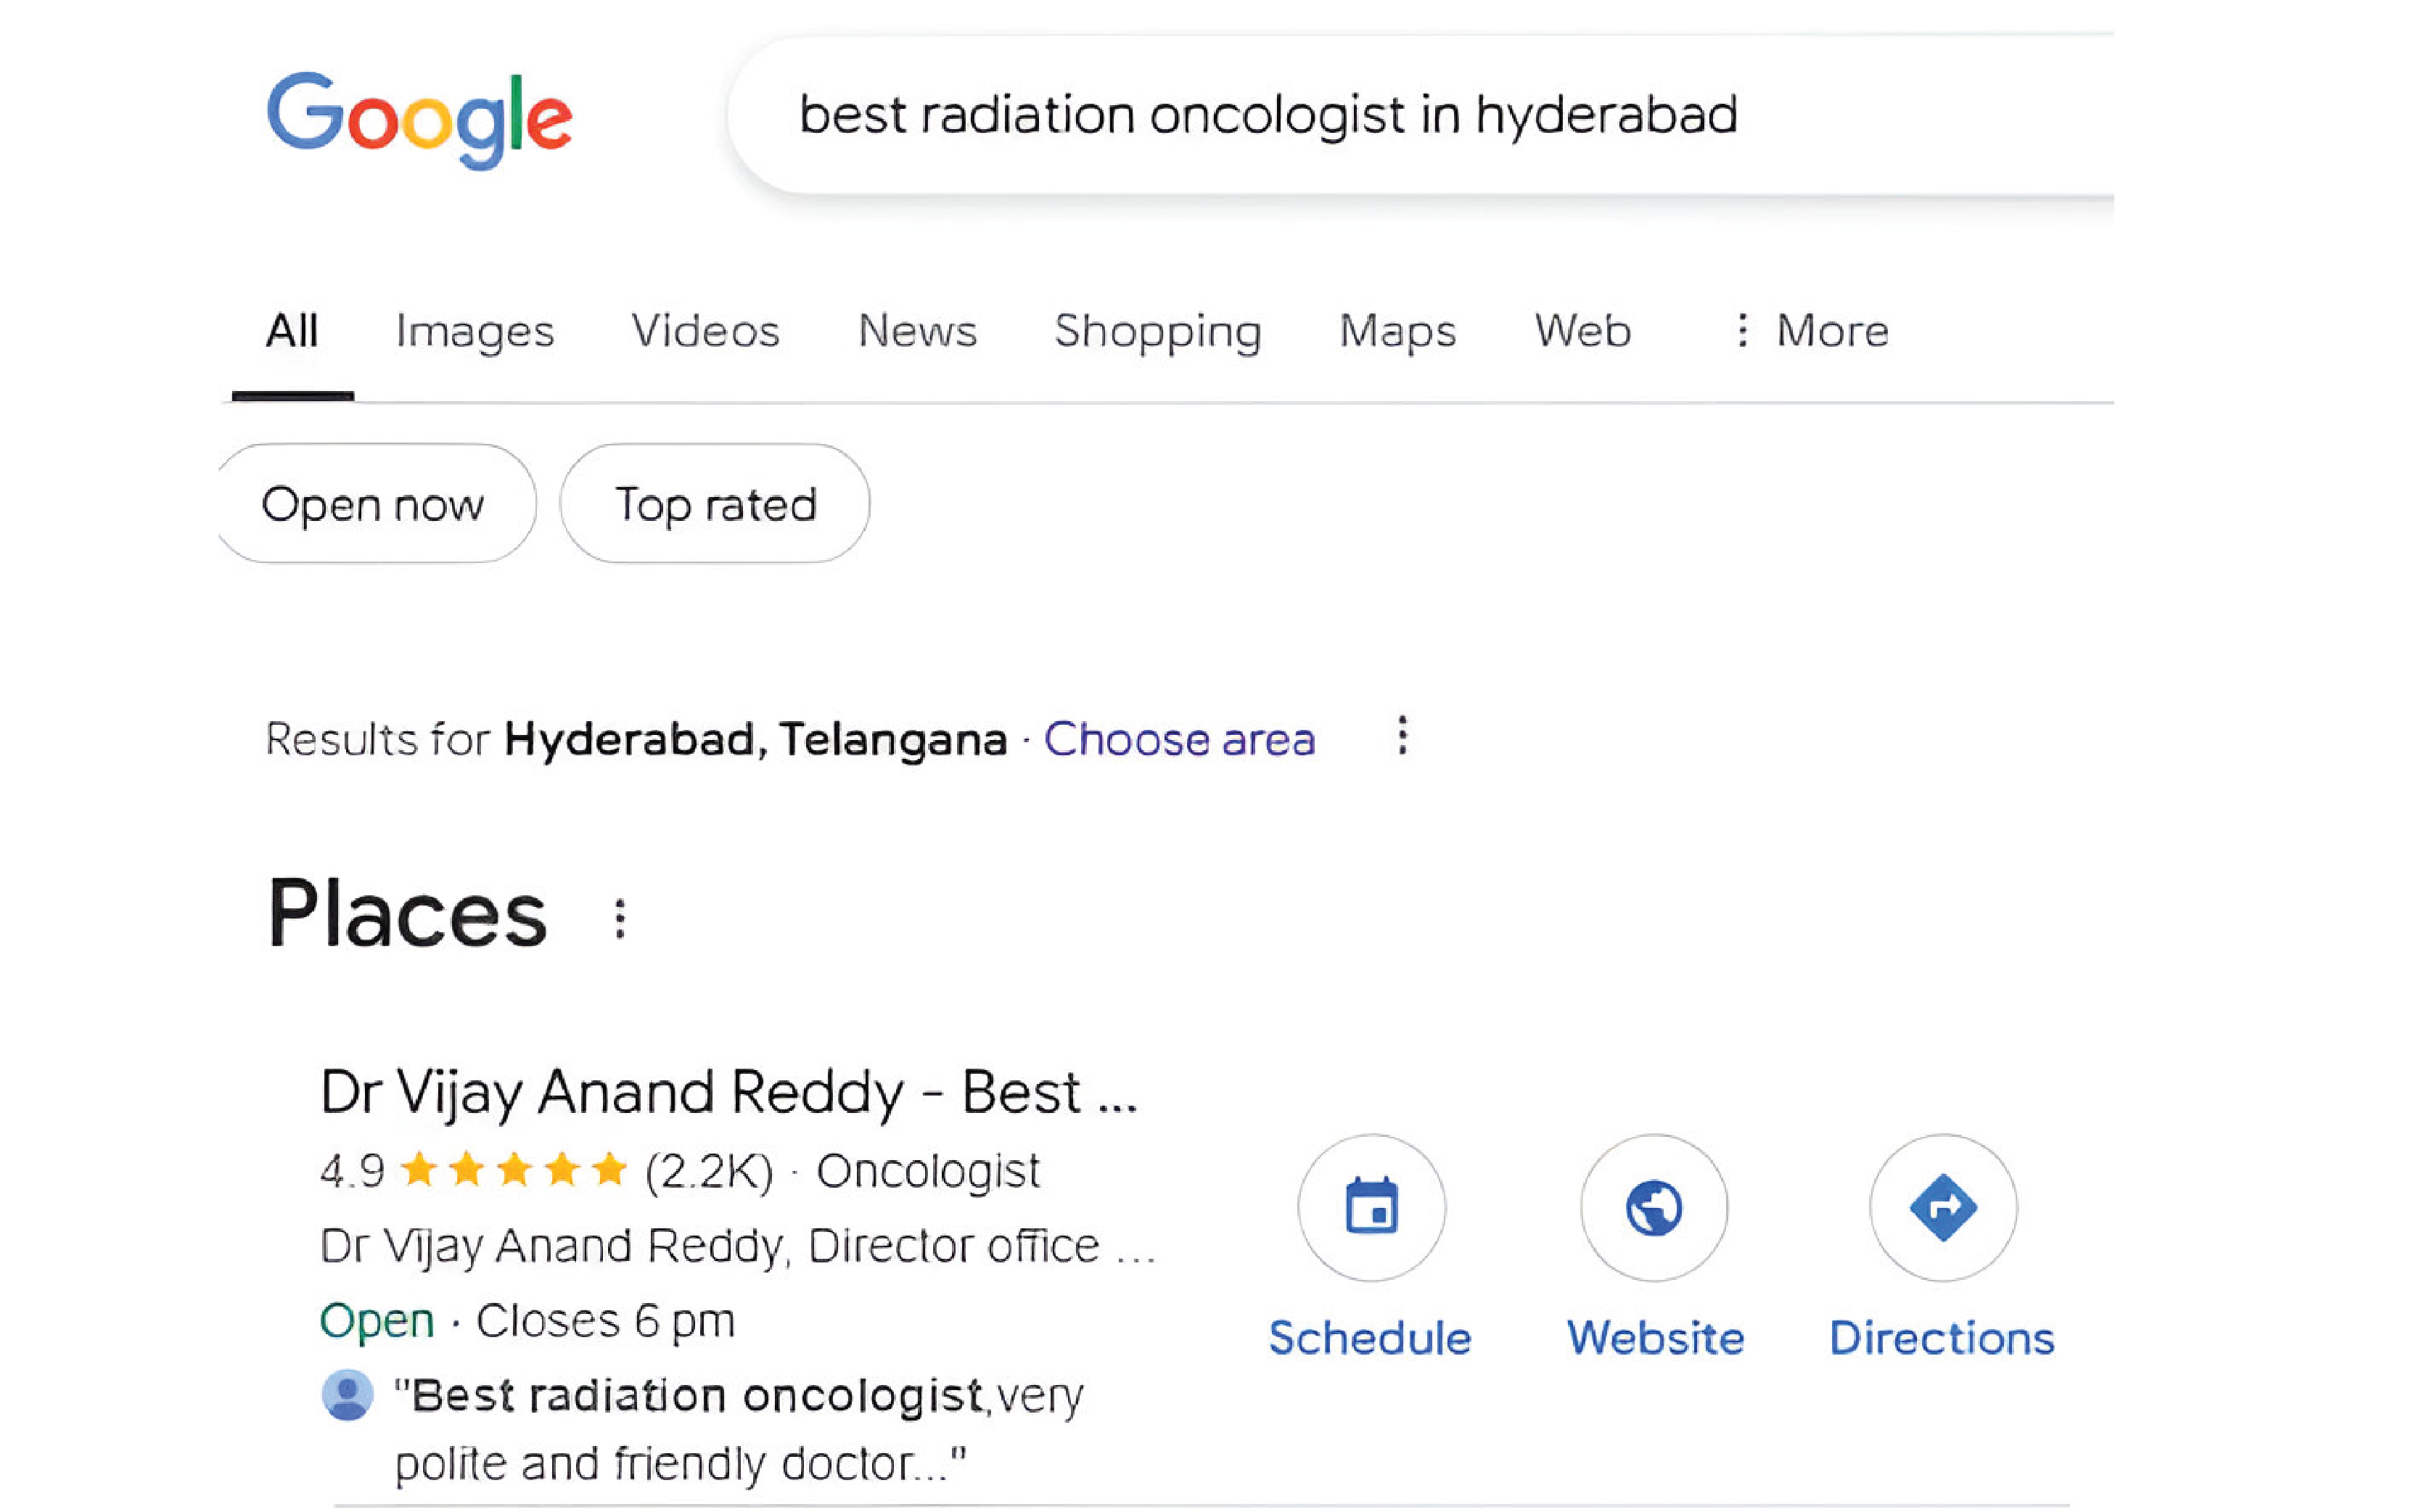 Google
best radiation oncologist in hyderabad
All Images Videos News Shopping Maps Web More
Open now Top rated
Results for Hyderabad, Telangana · Choose area
Places
Dr Vijay Anand Reddy - Best ...
4.9 (2.2K) · Oncologist
Dr Vijay Anand Reddy, Director office ...
Open · Closes 6 pm
Schedule Website Directions
"Best radiation oncologist,very
polite and friendly doctor..."